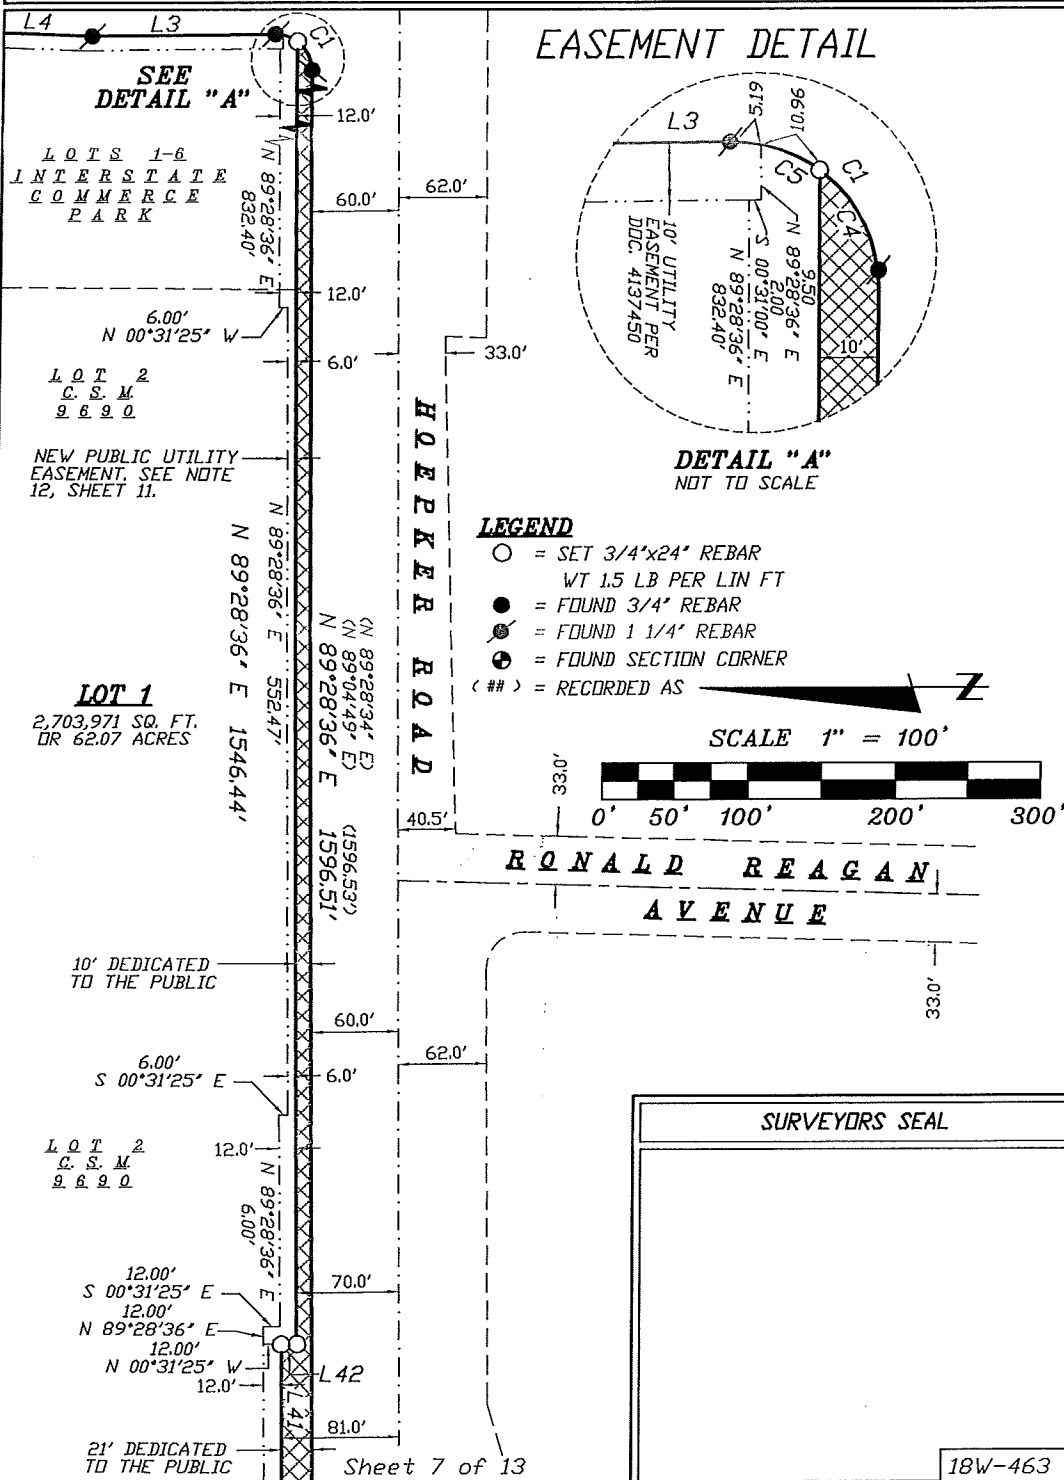 L4
L3
C1
EASEMENT DETAIL
SEE
DETAIL "A"
12.0'
L O T S 1-6
I N T E R S T A T E
C O M M E R C E
P A R K
N 89°28'36" E
832.40'
60.0'
62.0'
12.0'
6.00'
N 00°31'25" W
6.0'
33.0'
L O T 2
C. S. M.
9 6 9 0
NEW PUBLIC UTILITY
EASEMENT. SEE NOTE
12, SHEET 11.
N 89°28'36" E 552.47'
N 89°28'36" E 1546.44'
LOT 1
2,703,971 SQ. FT.
OR 62.07 ACRES
(N 89°28'34" E)
(N 89°04'49" E)
N 89°28'36" E
(1596.53')
1596.51'
HOEPKER ROAD
L3
5.19
10.96
C5
C1
C4
10' UTILITY
EASEMENT PER
DOC. 4137450
9.50
N 89°28'36" E
2.00
S 00°31'00" E
N 89°28'36" E
832.40'
10'
DETAIL "A"
NOT TO SCALE
LEGEND
= SET 3/4"x24" REBAR
WT 1.5 LB PER LIN FT
= FOUND 3/4" REBAR
= FOUND 1 1/4" REBAR
= FOUND SECTION CORNER
( ## ) = RECORDED AS
Z
SCALE 1" = 100'
0' 50' 100' 200' 300'
33.0'
40.5'
RONALD REAGAN
AVENUE
33.0'
10' DEDICATED
TO THE PUBLIC
60.0'
62.0'
6.00'
S 00°31'25" E
6.0'
L O T 2
C. S. M.
9 6 9 0
12.0'
N 89°28'36" E
6.00'
12.00'
S 00°31'25" E
12.00'
N 89°28'36" E
12.00'
N 00°31'25" W
70.0'
12.0'
L42
L41
81.0'
21' DEDICATED
TO THE PUBLIC
SURVEYORS SEAL
Sheet 7 of 13
18W-463